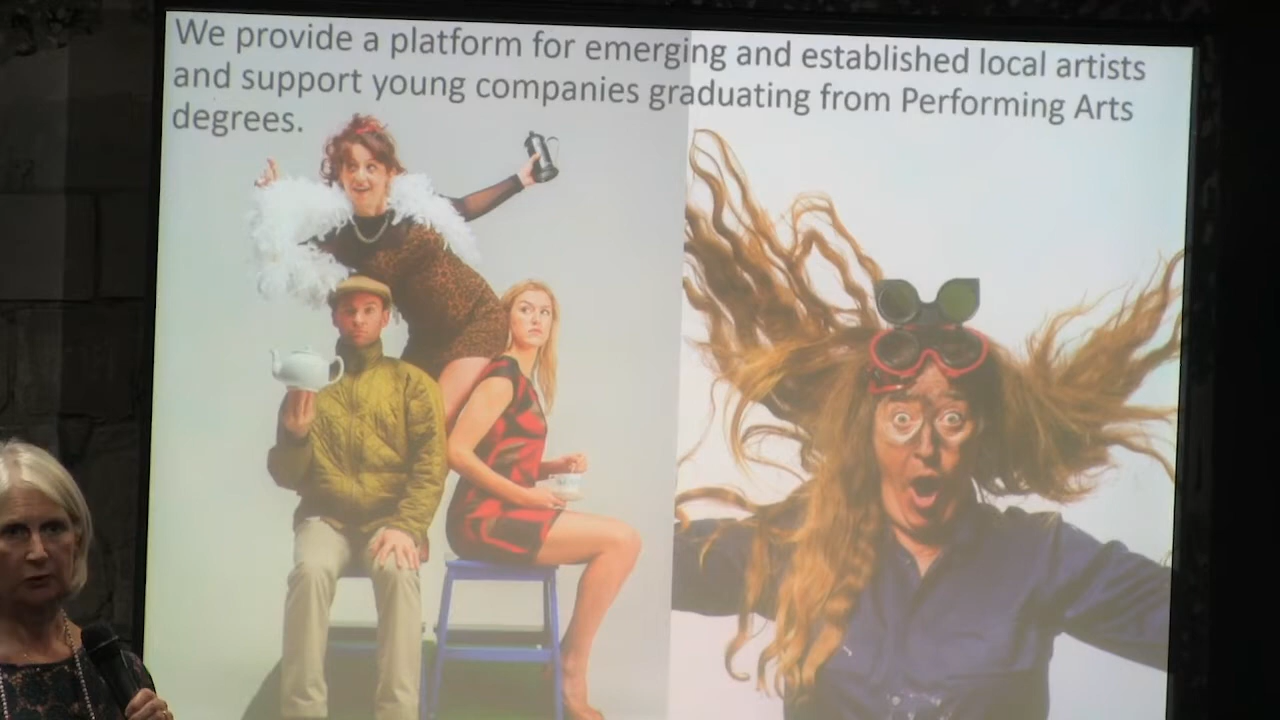 We provide a platform for emerging and established local artists
and support young companies graduating from Performing Arts
degrees.